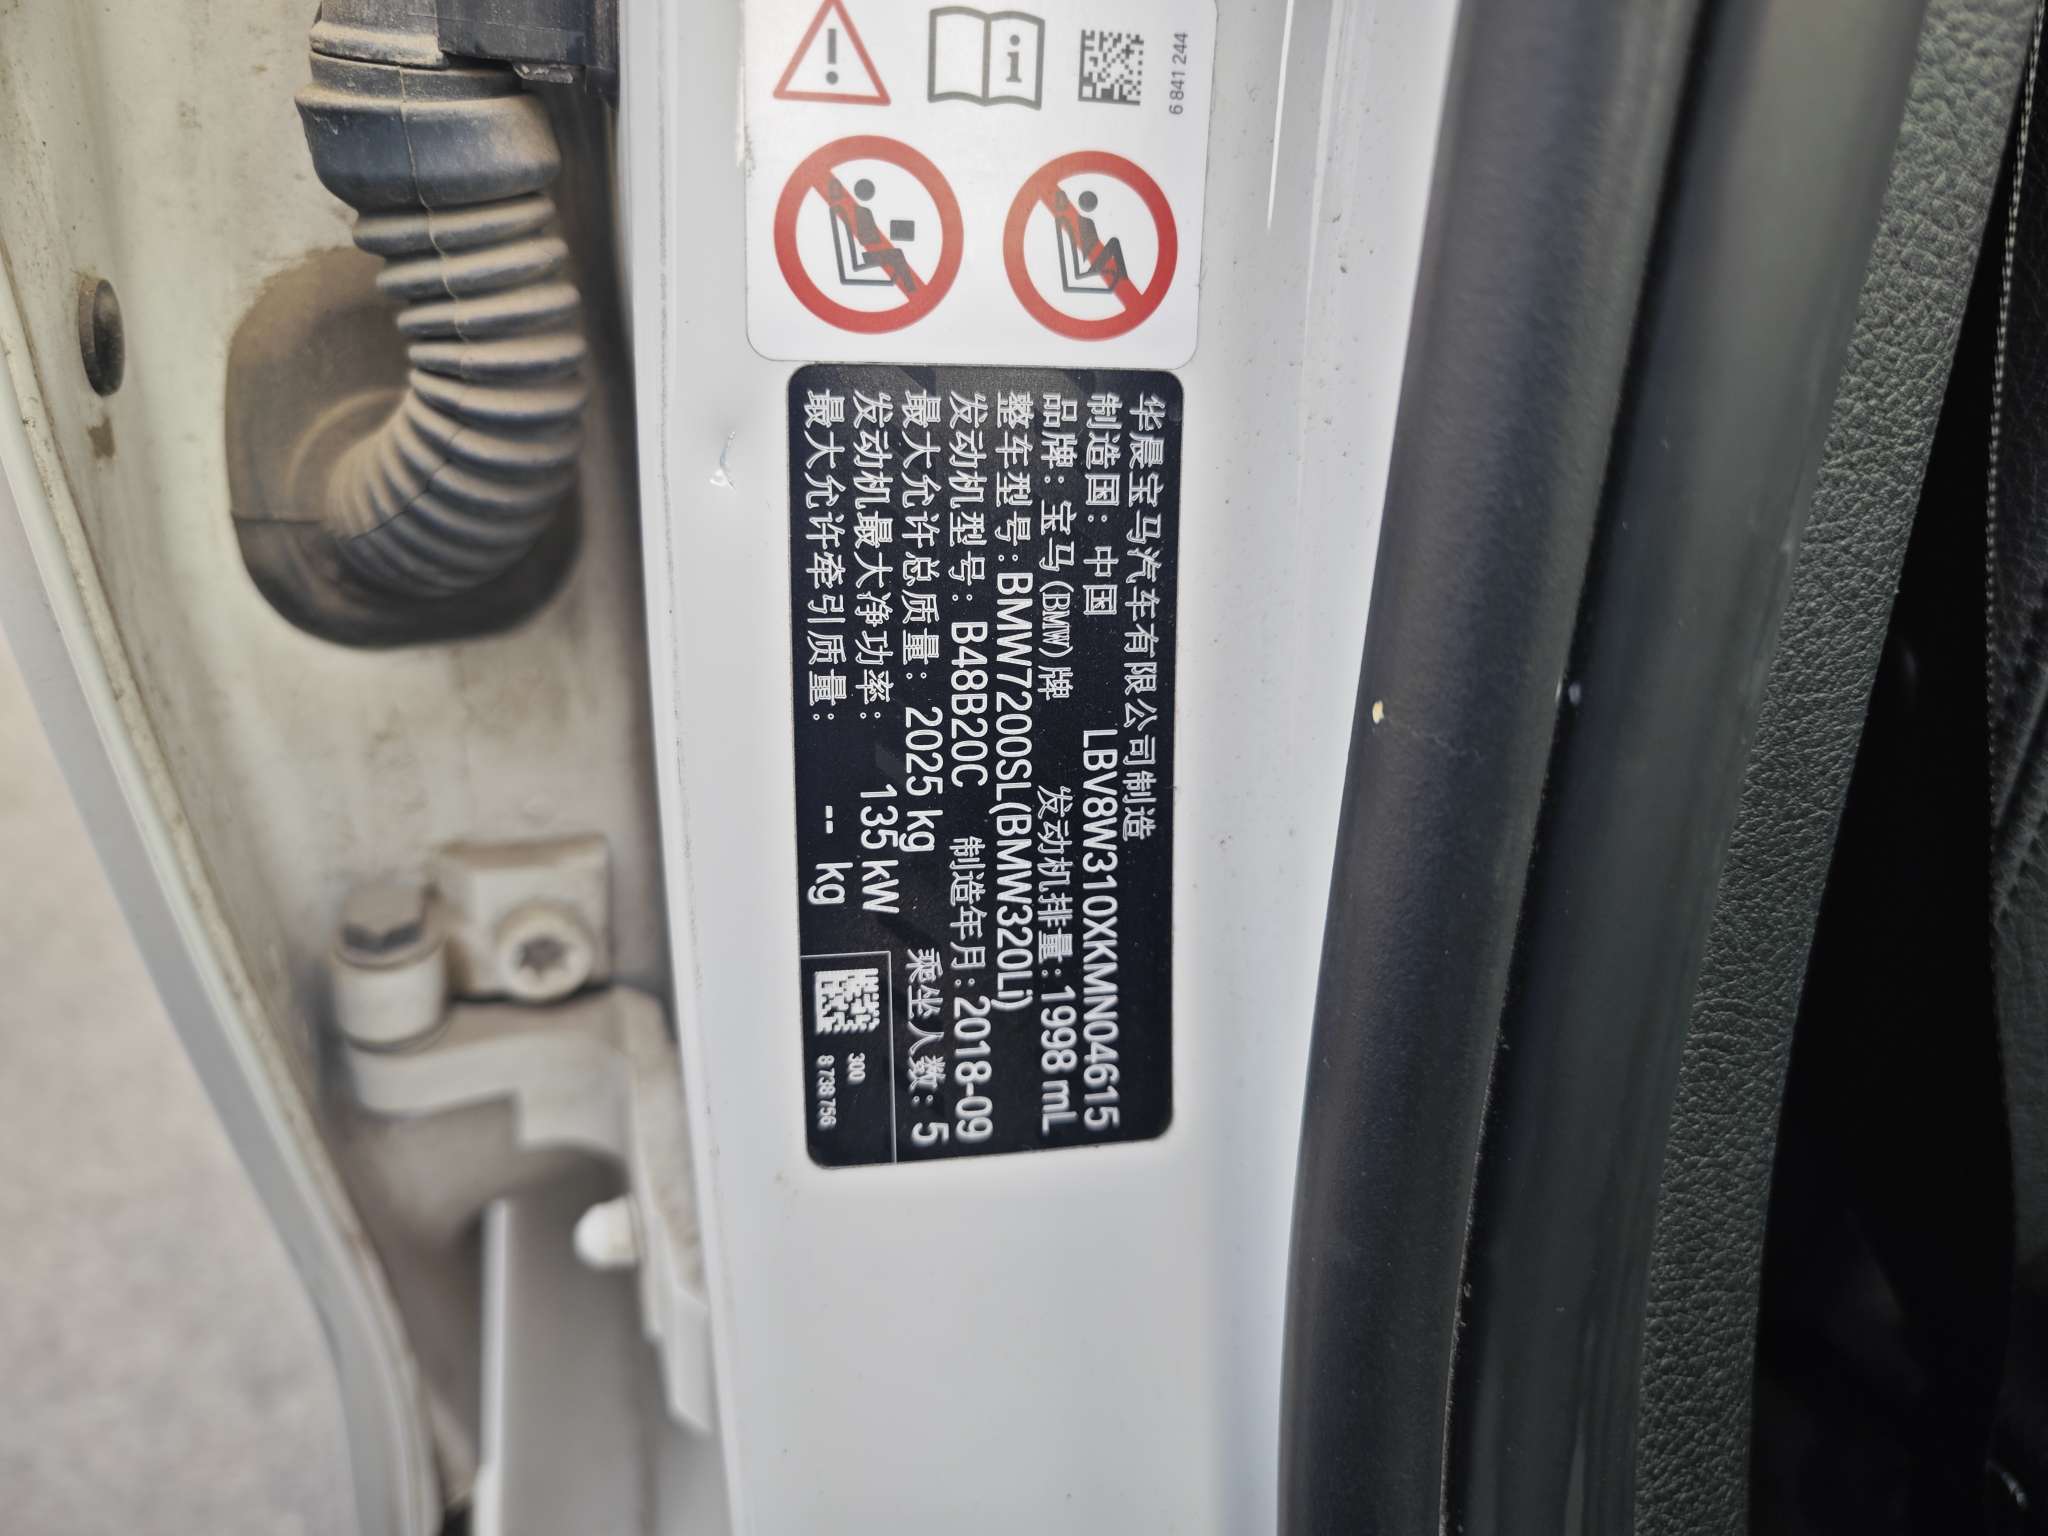 6 841 244
华晨宝马汽车有限公司制造
制造国：中国 LBV8W310XKMN04615
品牌：宝马(BMW)牌 发动机排量：1998 mL
整车型号：BMW7200SL(BMW320Li)
发动机型号：B48B20C 制造年月：2018-09
最大允许总质量：2025 kg 乘坐人数：5
发动机最大净功率：135 kW
最大允许牵引质量：-- kg
300
8 738 756